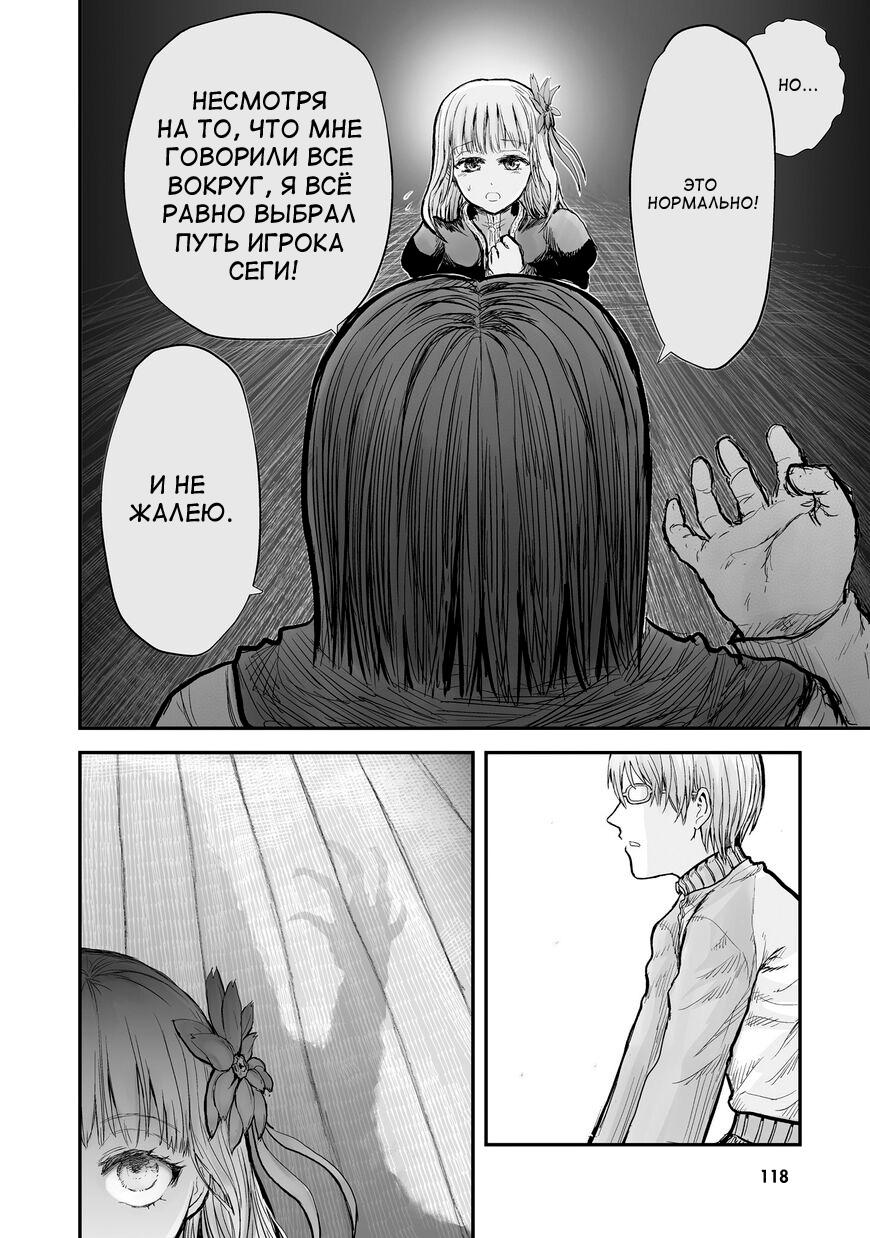 НО...
ЭТО
НОРМАЛЬНО!
НЕСМОТРЯ
НА ТО, ЧТО МНЕ
ГОВОРИЛИ ВСЕ
ВОКРУГ, Я ВСЁ
РАВНО ВЫБРАЛ
ПУТЬ ИГРОКА
СЕГИ!
И НЕ
ЖАЛЕЮ.
118